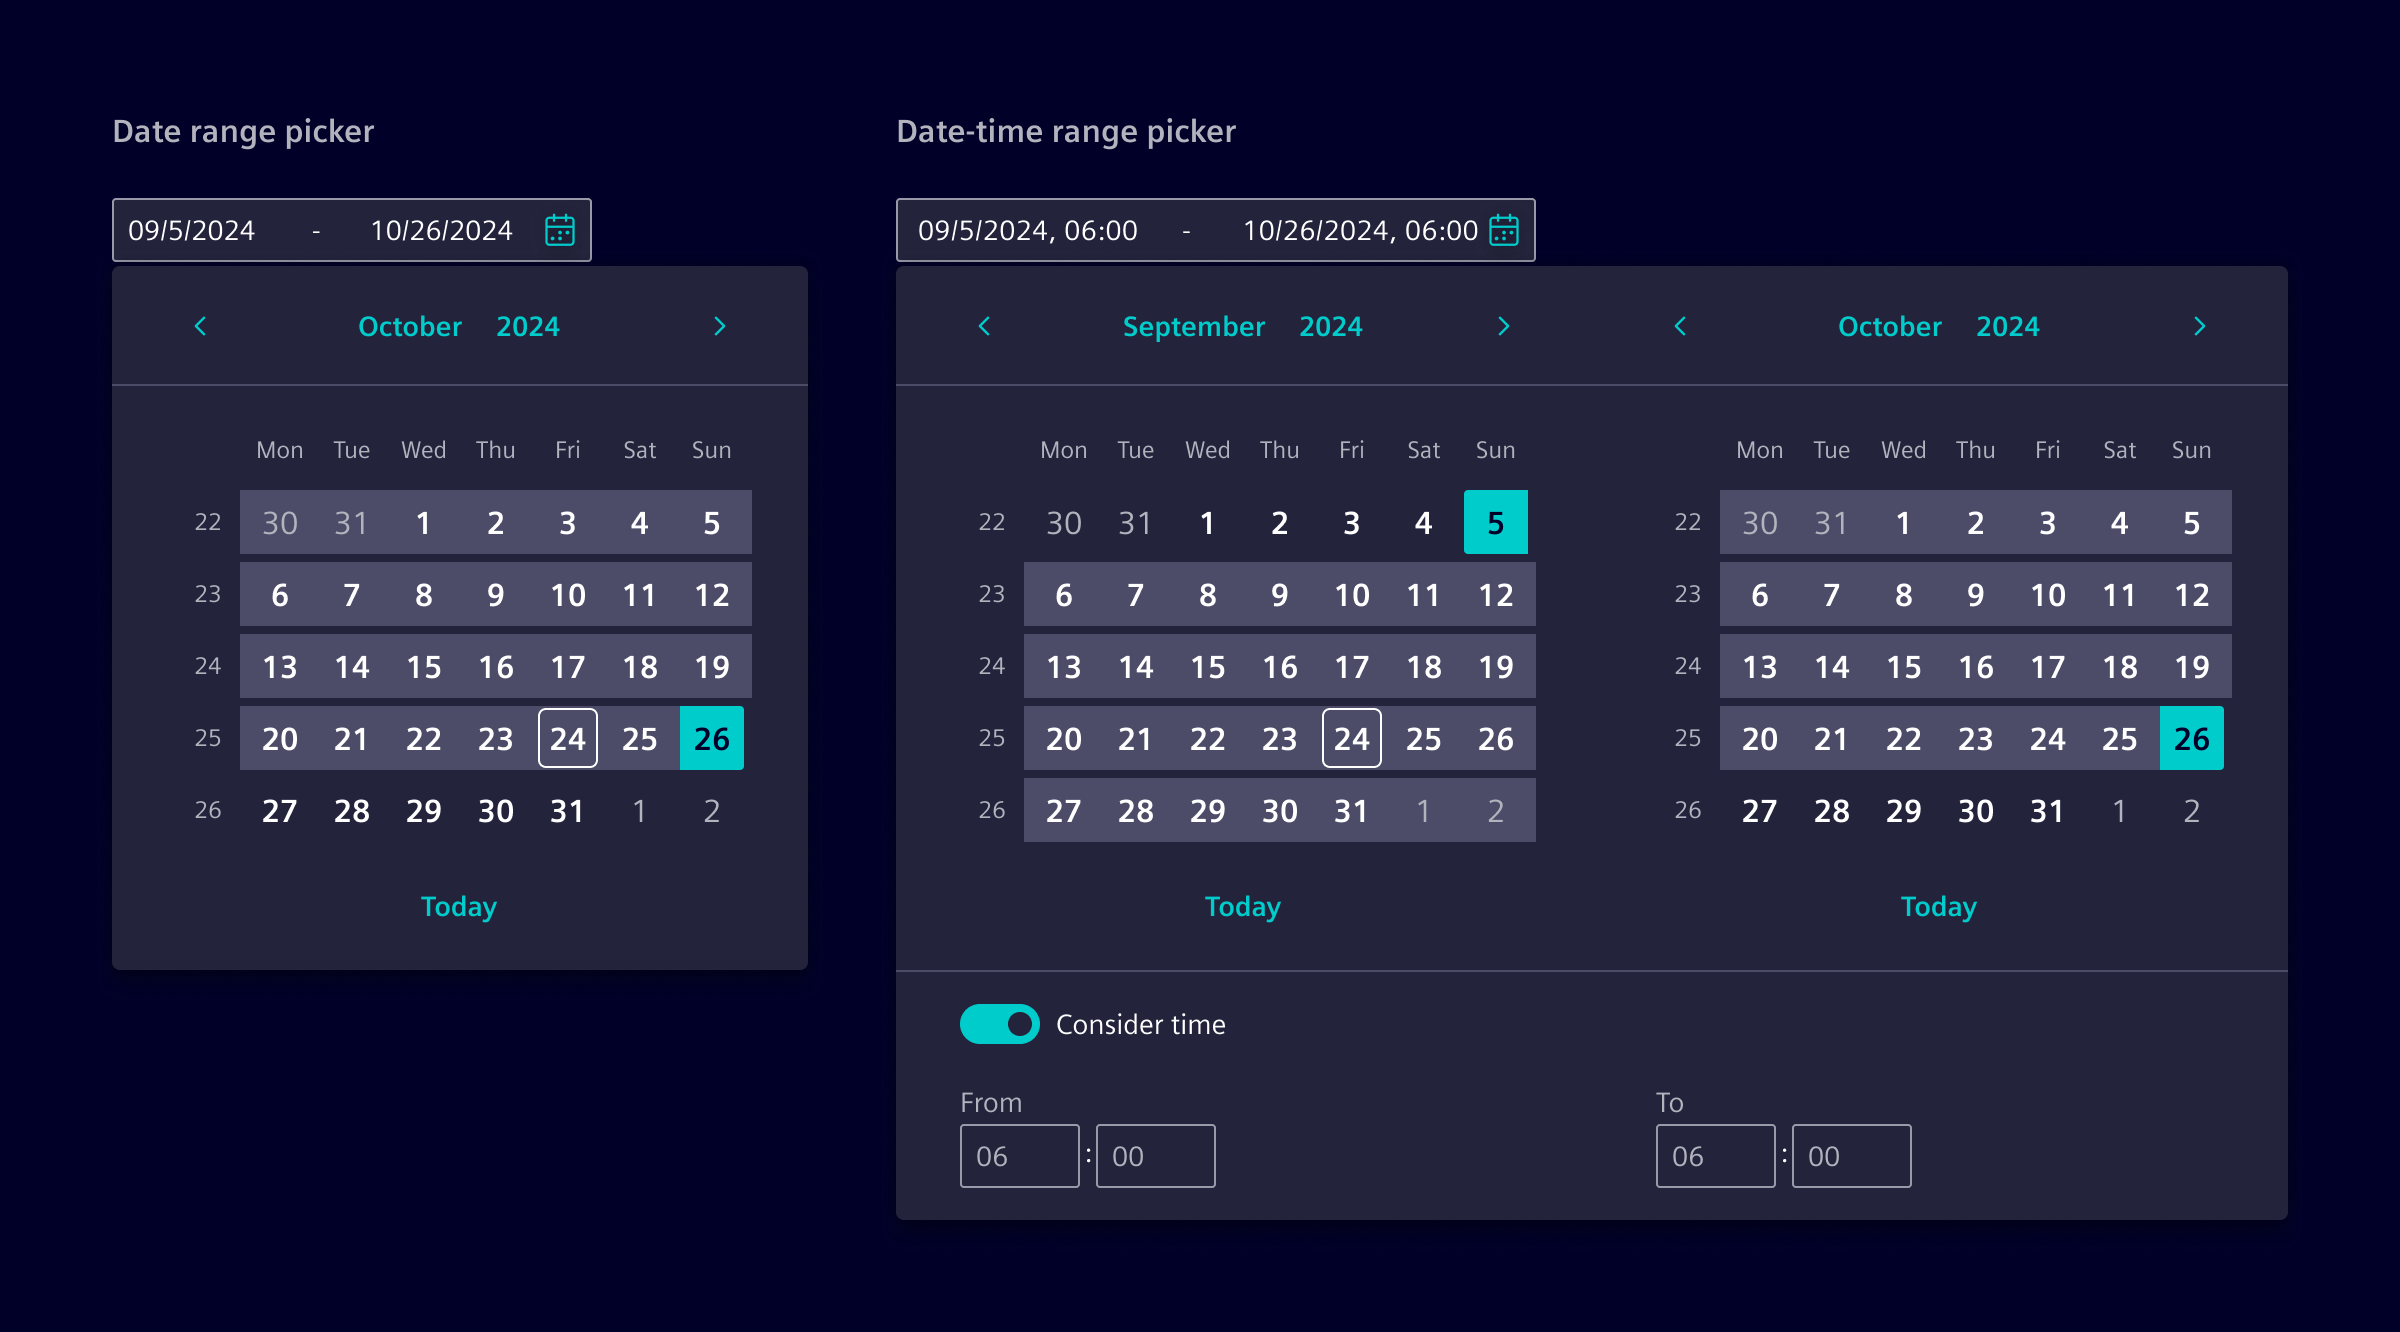 Date range picker
09/5/2024 - 10/26/2024
October 2024
Mon Tue Wed Thu Fri Sat Sun
22 30 31 1 2 3 4 5
23 6 7 8 9 10 11 12
24 13 14 15 16 17 18 19
25 20 21 22 23 24 25 26
26 27 28 29 30 31 1 2
Today
Date-time range picker
09/5/2024, 06:00 - 10/26/2024, 06:00
September 2024
Mon Tue Wed Thu Fri Sat Sun
22 30 31 1 2 3 4 5
23 6 7 8 9 10 11 12
24 13 14 15 16 17 18 19
25 20 21 22 23 24 25 26
26 27 28 29 30 31 1 2
Today
October 2024
Mon Tue Wed Thu Fri Sat Sun
22 30 31 1 2 3 4 5
23 6 7 8 9 10 11 12
24 13 14 15 16 17 18 19
25 20 21 22 23 24 25 26
26 27 28 29 30 31 1 2
Today
Consider time
From
06 : 00
To
06 : 00